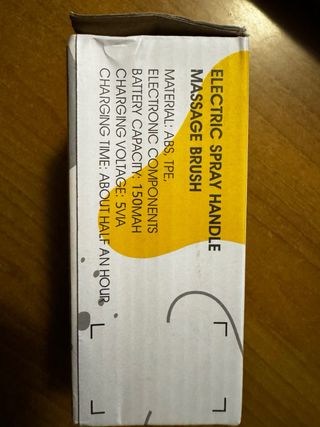 ELECTRIC SPRAY HANDLE
MASSAGE BRUSH
MATERIAL: ABS, TPE,
ELECTRONIC COMPONENTS
BATTERY CAPACITY: 150MAH
CHARGING VOLTAGE: 5V1A
CHARGING TIME: ABOUT HALF AN HOUR